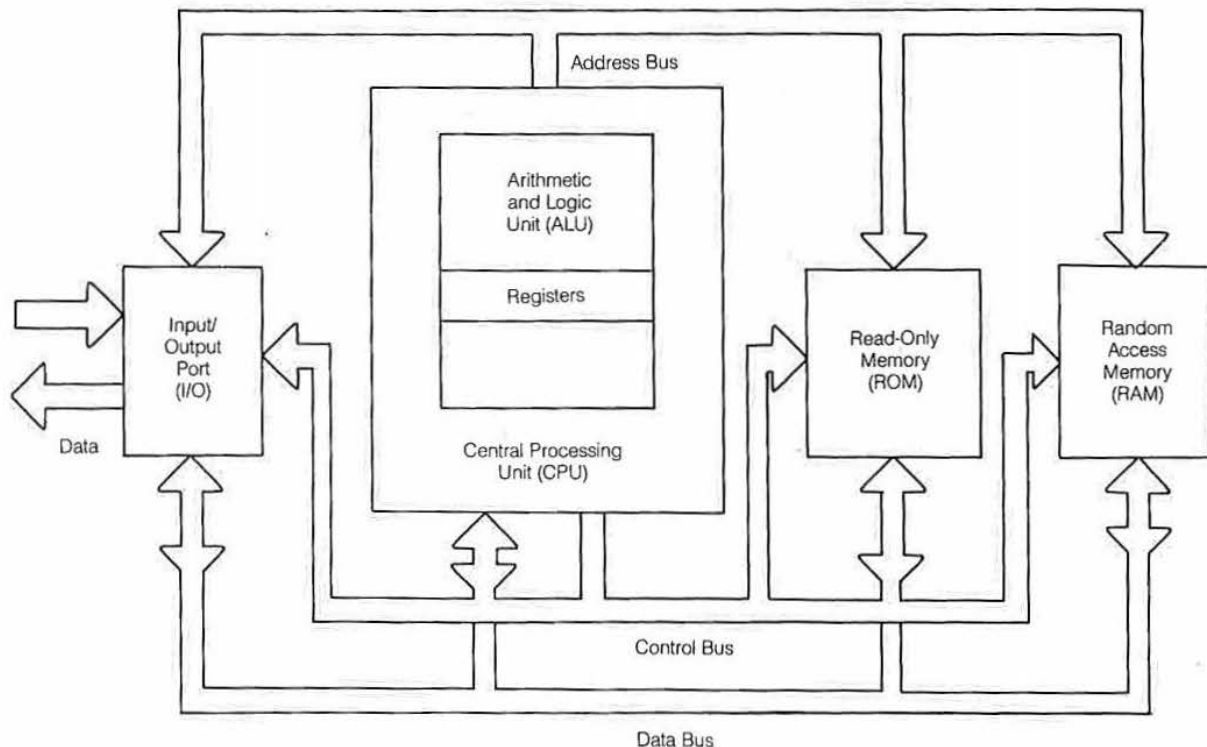 Address Bus
Arithmetic
and Logic
Unit (ALU)
Registers
Central Processing
Unit (CPU)
Input/
Output
Port
(I/O)
Data
Read-Only
Memory
(ROM)
Random
Access
Memory
(RAM)
Control Bus
Data Bus